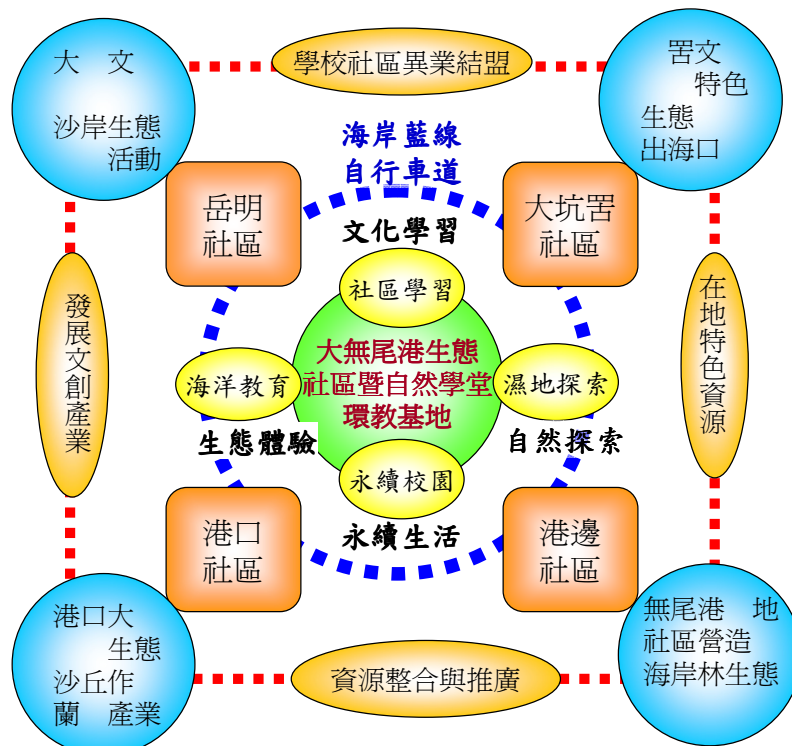 大 文
沙岸生態
活動
學校社區異業結盟
罟文
特色
生態
出海口
海岸藍線
自行車道
岳明
社區
大坑罟
社區
文化學習
社區學習
發展文創產業
在地特色資源
大無尾港生態
社區暨自然學堂
環教基地
海洋教育
濕地探索
生態體驗
自然探索
永續校園
永續生活
港口
社區
港邊
社區
港口大
生態
沙丘作
蘭 產業
資源整合與推廣
無尾港 地
社區營造
海岸林生態